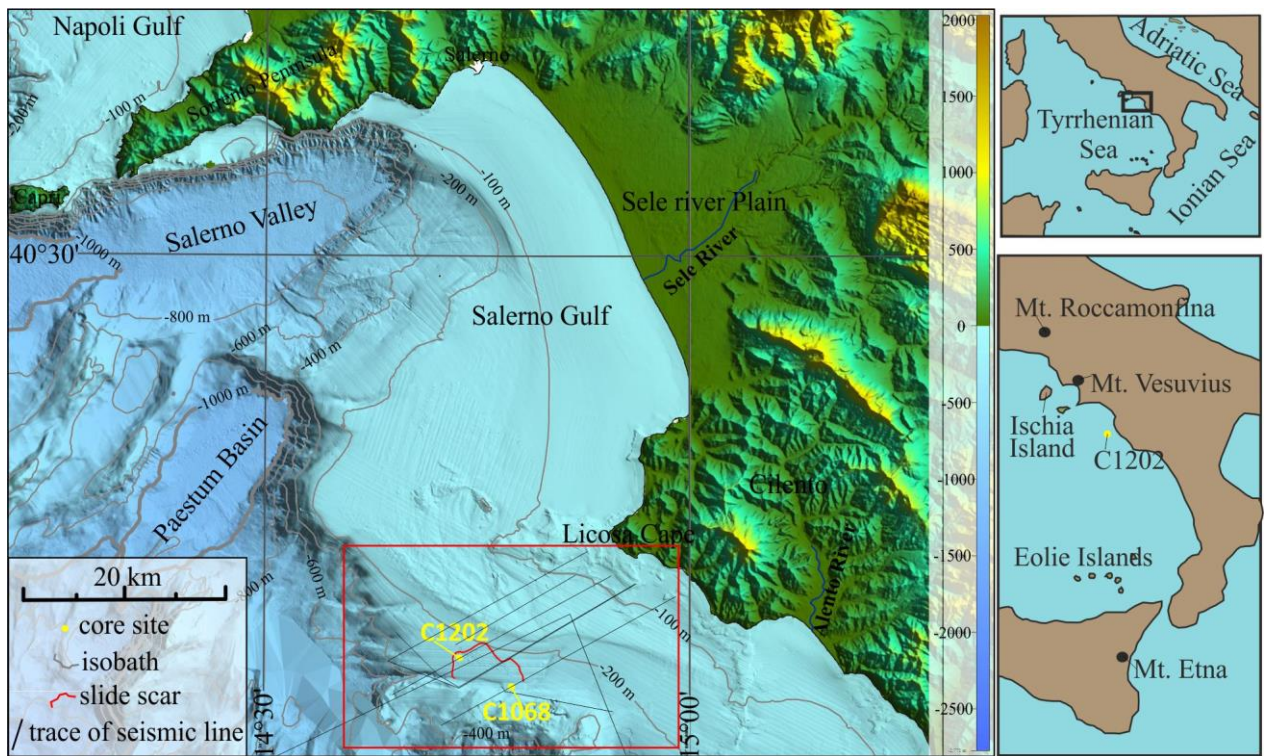 Napoli Gulf
Salerno
Sorrento Peninsula
-100 m
-200 m
Capri
-100 m
-200 m
Salerno Valley
-1000 m
40°30'
Sele river Plain
Sele River
-800 m
Salerno Gulf
-600 m
-400 m
-1000 m
Paestum Basin
Cilento
Licosa Cape
Alento River
-600 m
-800 m
C1202
-100 m
-200 m
C1068
-400 m
14°30'
15°00'
20 km
core site
isobath
slide scar
trace of seismic line
2000
1500
1000
500
0
-500
-1000
-1500
-2000
-2500
Adriatic Sea
Tyrrhenian
Sea
Ionian Sea
Mt. Roccamonfina
Mt. Vesuvius
Ischia
Island
C1202
Eolie Islands
Mt. Etna